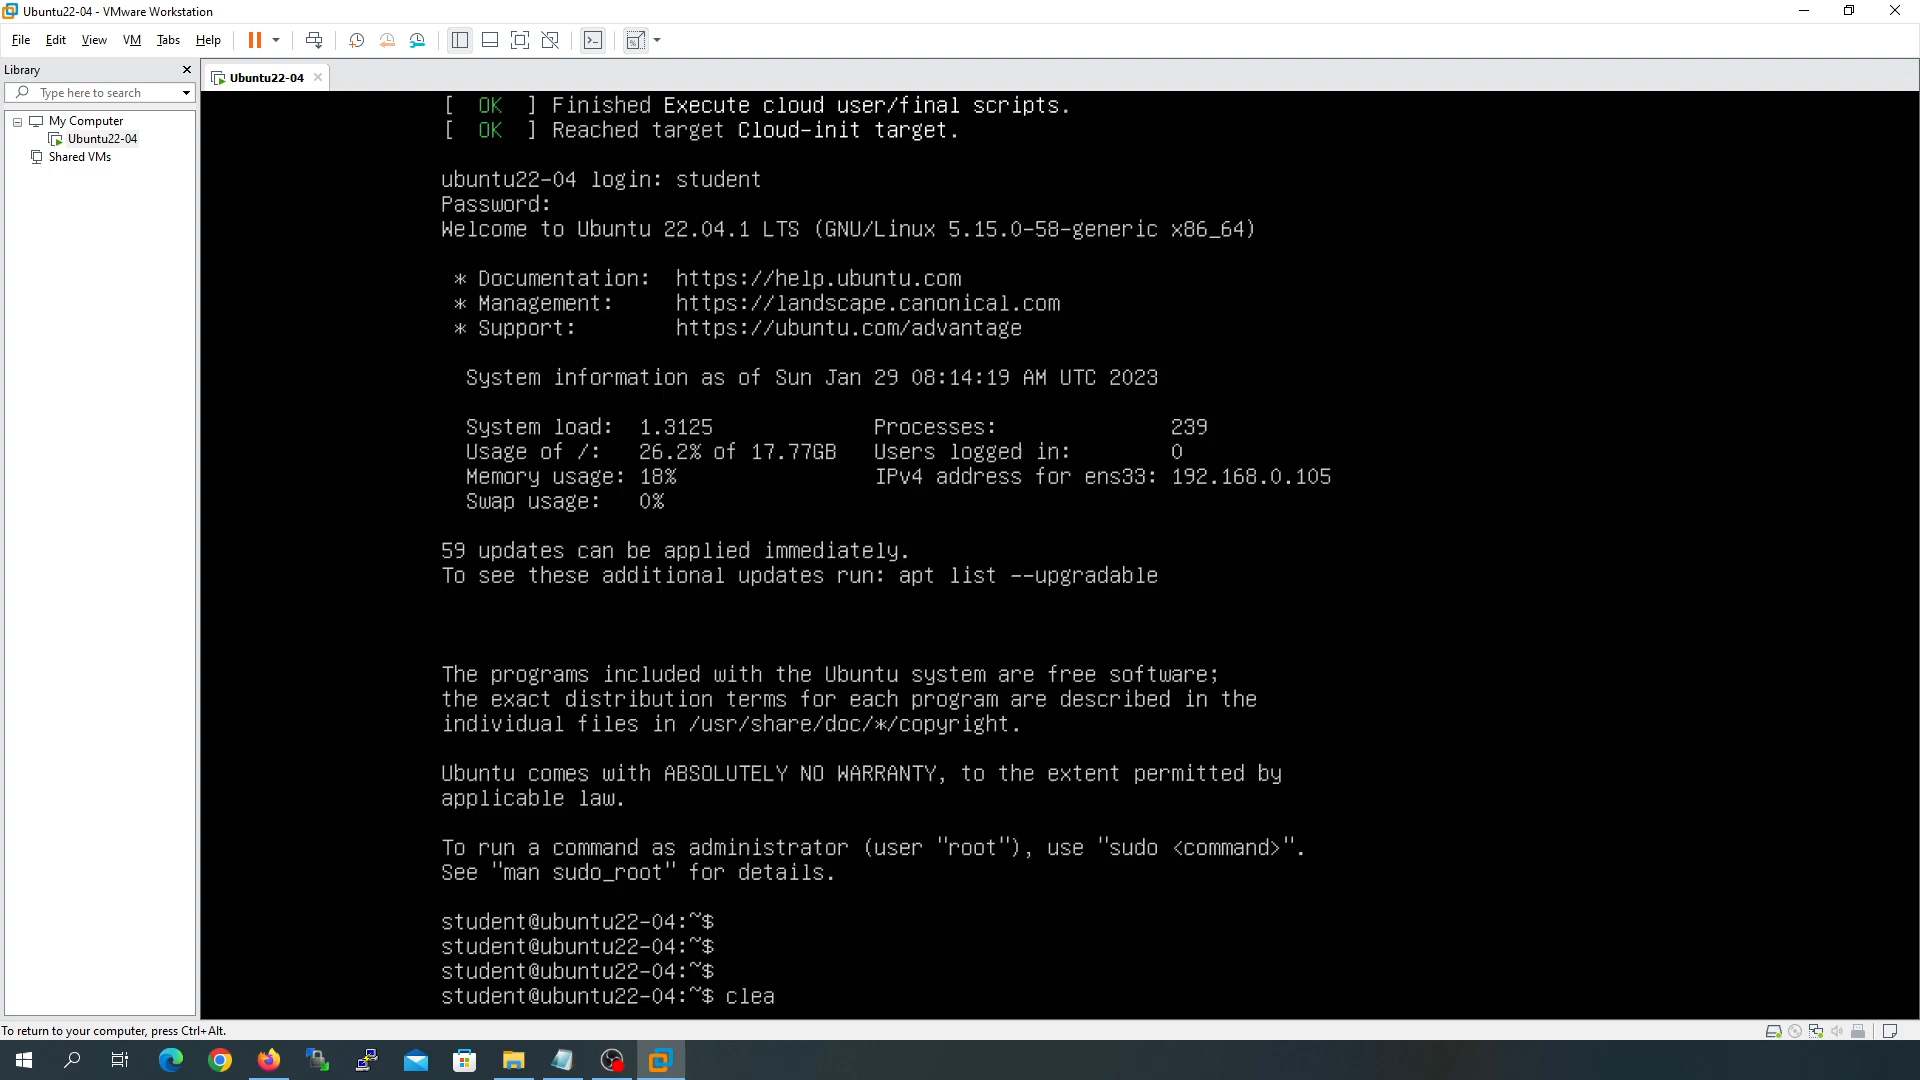 Ubuntu22-04 - VMware Workstation
File Edit View VM Tabs Help
Library
Type here to search
My Computer
Ubuntu22-04
Shared VMs
Ubuntu22-04
[  OK  ] Finished Execute cloud user/final scripts.
[  OK  ] Reached target Cloud-init target.
ubuntu22-04 login: student
Password:
Welcome to Ubuntu 22.04.1 LTS (GNU/Linux 5.15.0-58-generic x86_64)
* Documentation:  https://help.ubuntu.com
* Management:     https://landscape.canonical.com
* Support:        https://ubuntu.com/advantage
System information as of Sun Jan 29 08:14:19 AM UTC 2023
System load:  1.3125             Processes:              239
Usage of /:   26.2% of 17.77GB   Users logged in:        0
Memory usage: 18%                IPv4 address for ens33: 192.168.0.105
Swap usage:   0%
59 updates can be applied immediately.
To see these additional updates run: apt list --upgradable
The programs included with the Ubuntu system are free software;
the exact distribution terms for each program are described in the
individual files in /usr/share/doc/*/copyright.
Ubuntu comes with ABSOLUTELY NO WARRANTY, to the extent permitted by
applicable law.
To run a command as administrator (user "root"), use "sudo <command>".
See "man sudo_root" for details.
student@ubuntu22-04:~$
student@ubuntu22-04:~$
student@ubuntu22-04:~$
student@ubuntu22-04:~$ clea
To return to your computer, press Ctrl+Alt.